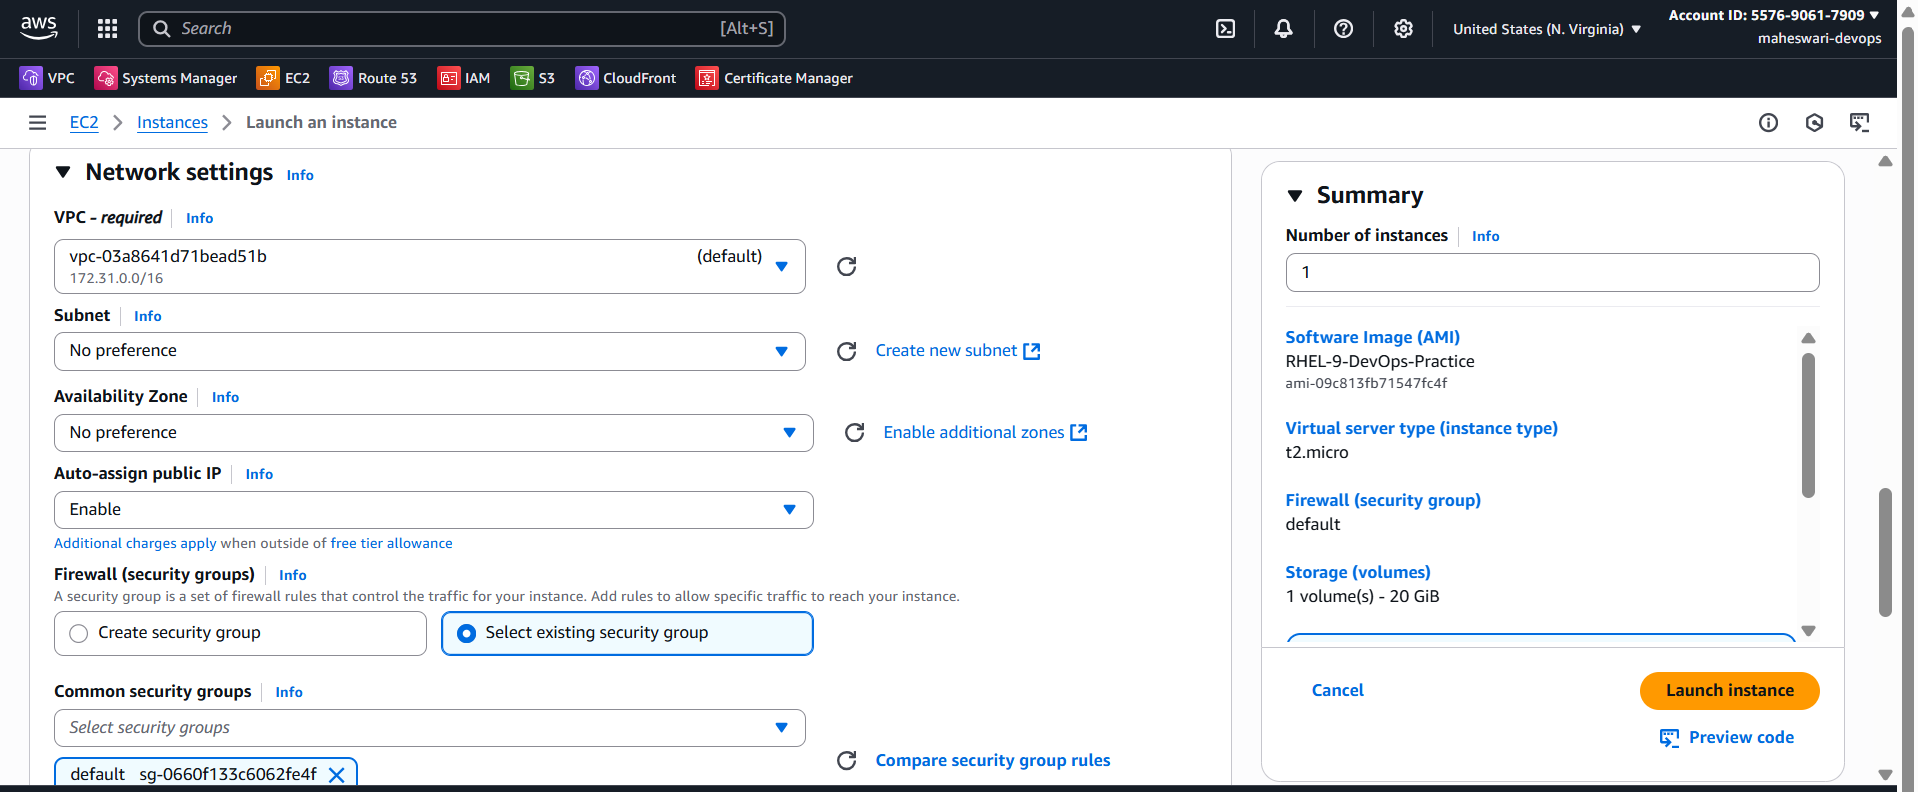 aws
Search [Alt+S]
United States (N. Virginia)
Account ID: 5576-9061-7909
maheswari-devops
VPC Systems Manager EC2 Route 53 IAM S3 CloudFront Certificate Manager
EC2 Instances Launch an instance
Network settings Info
VPC - required Info
vpc-03a8641d71bead51b (default)
172.31.0.0/16
Subnet Info
No preference
Create new subnet
Availability Zone Info
No preference
Enable additional zones
Auto-assign public IP Info
Enable
Additional charges apply when outside of free tier allowance
Firewall (security groups) Info
A security group is a set of firewall rules that control the traffic for your instance. Add rules to allow specific traffic to reach your instance.
Create security group
Select existing security group
Common security groups Info
Select security groups
default sg-0660f133c6062fe4f
Compare security group rules
Summary
Number of instances Info
1
Software Image (AMI)
RHEL-9-DevOps-Practice
ami-09c813fb71547fc4f
Virtual server type (instance type)
t2.micro
Firewall (security group)
default
Storage (volumes)
1 volume(s) - 20 GiB
Cancel
Launch instance
Preview code